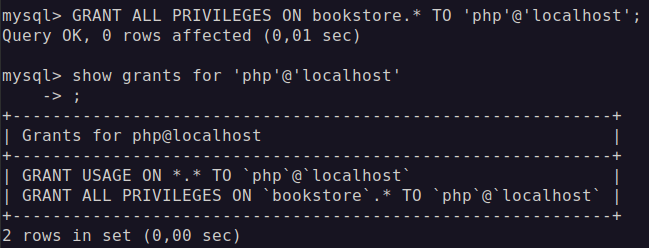 mysql> GRANT ALL PRIVILEGES ON bookstore.* TO 'php'@'localhost';
Query OK, 0 rows affected (0,01 sec)

mysql> show grants for 'php'@'localhost'
    -> ;
+-----------------------------------------------------------+
| Grants for php@localhost                                  |
+-----------------------------------------------------------+
| GRANT USAGE ON *.* TO `php`@`localhost`                   |
| GRANT ALL PRIVILEGES ON `bookstore`.* TO `php`@`localhost` |
+-----------------------------------------------------------+
2 rows in set (0,00 sec)